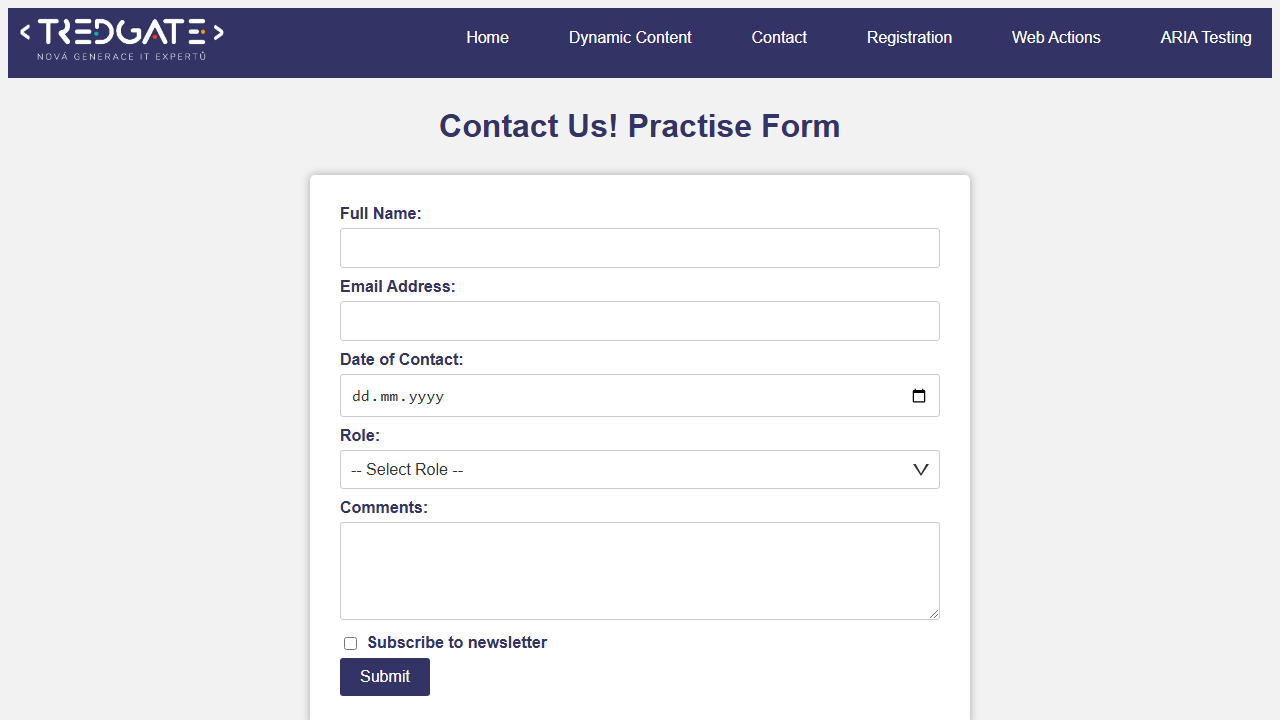 <TREDGATE>
NOVÁ GENERACE IT EXPERTŮ
Home
Dynamic Content
Contact
Registration
Web Actions
ARIA Testing
Contact Us! Practise Form
Full Name:
Email Address:
Date of Contact:
dd.mm.yyyy
Role:
-- Select Role --
Comments:
Subscribe to newsletter
Submit